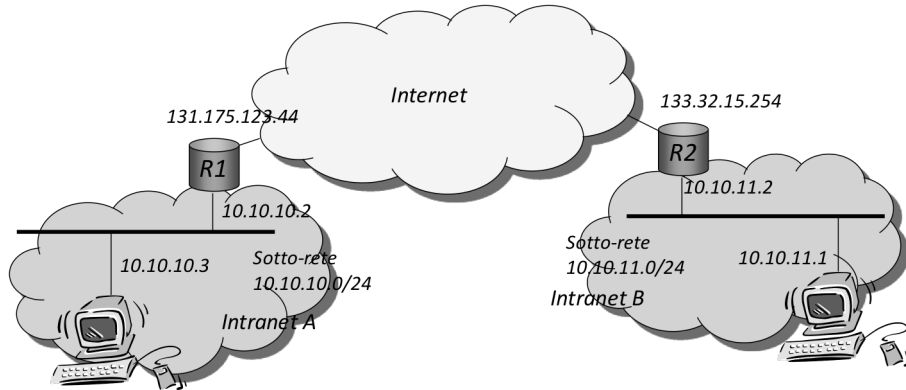 Internet
131.175.123.44
133.32.15.254
R1
R2
10.10.10.2
10.10.11.2
10.10.10.3
Sotto-rete
10.10.10.0/24
Intranet A
Sotto-rete
10.10.11.0/24
Intranet B
10.10.11.1